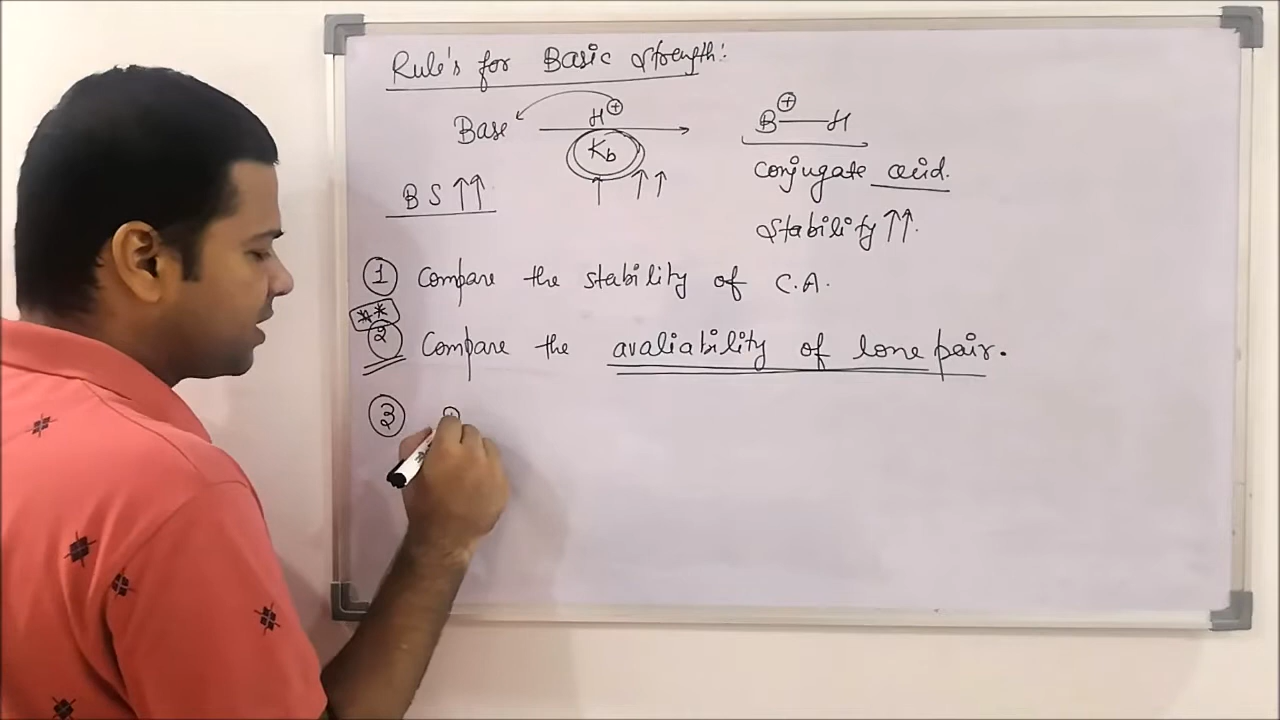 Rule's for Basic Strength:
Base H⊕ B⊕—H
Kb
Conjugate acid.
B S ↑↑ ↑ ↑↑
Stability ↑↑.
① Compare the stability of C.A.
**
② Compare the avaliability of lone pair.
③